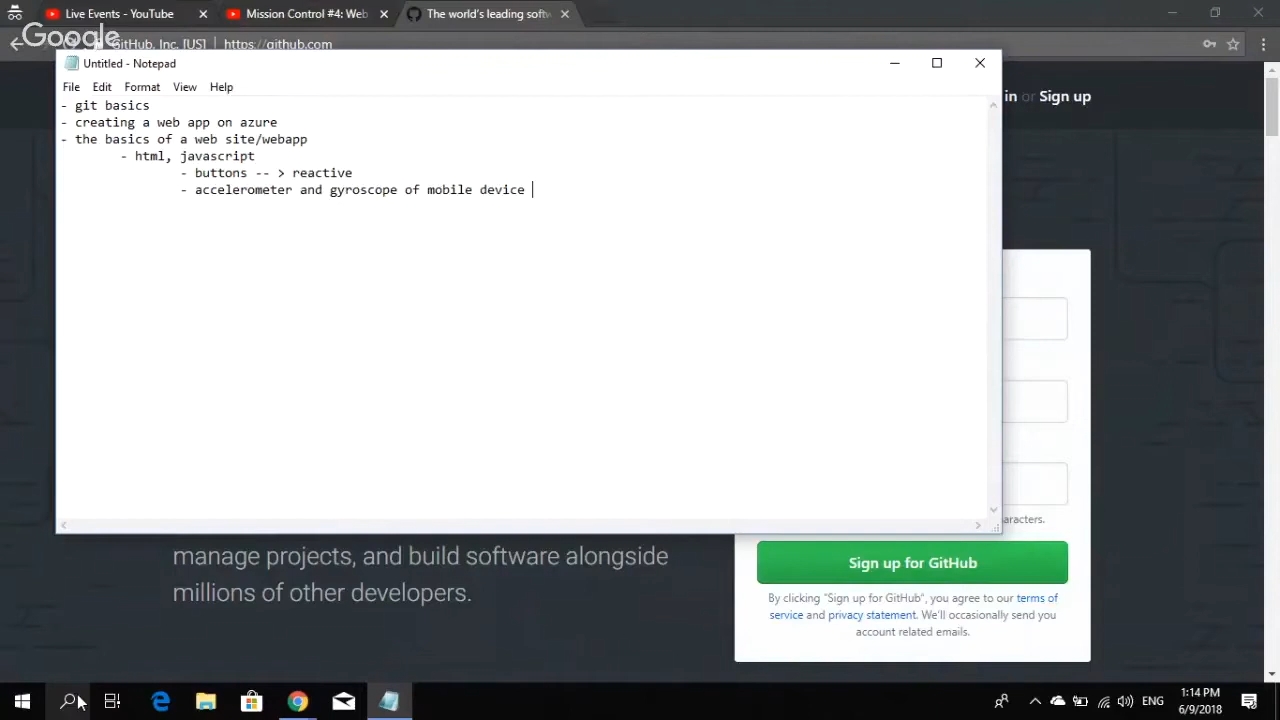 Live Events - YouTube
Mission Control #4: Web
The world's leading softw
Google
GitHub, Inc. [US]
https://github.com
Untitled - Notepad
File Edit Format View Help
in or Sign up
- git basics
- creating a web app on azure
- the basics of a web site/webapp
- html, javascript
- buttons -- > reactive
- accelerometer and gyroscope of mobile device
aracters.
manage projects, and build software alongside
millions of other developers.
Sign up for GitHub
By clicking "Sign up for GitHub", you agree to our terms of
service and privacy statement. We'll occasionally send you
account related emails.
ENG
1:14 PM
6/9/2018